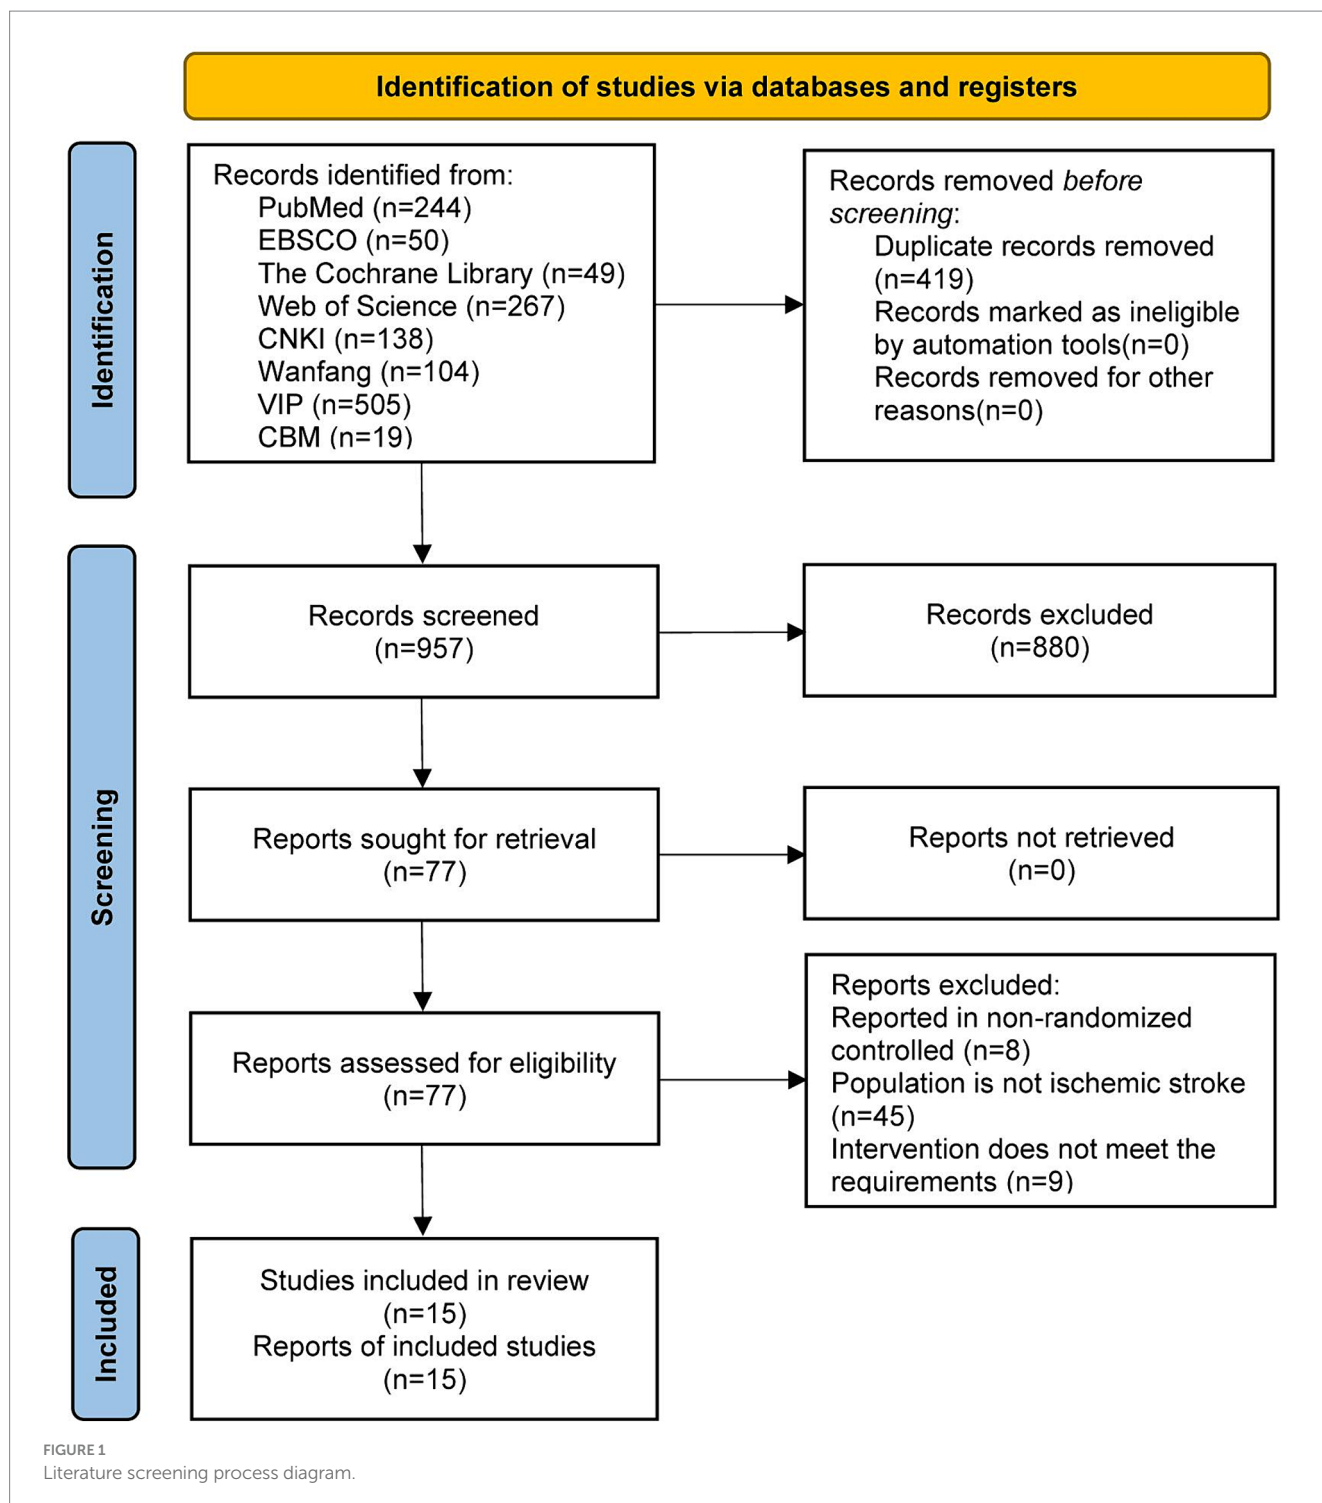 Identification of studies via databases and registers
Identification
Records identified from:
PubMed (n=244)
EBSCO (n=50)
The Cochrane Library (n=49)
Web of Science (n=267)
CNKI (n=138)
Wanfang (n=104)
VIP (n=505)
CBM (n=19)
Records removed before
screening:
Duplicate records removed
(n=419)
Records marked as ineligible
by automation tools(n=0)
Records removed for other
reasons(n=0)
Screening
Records screened
(n=957)
Records excluded
(n=880)
Reports sought for retrieval
(n=77)
Reports not retrieved
(n=0)
Reports assessed for eligibility
(n=77)
Reports excluded:
Reported in non-randomized
controlled (n=8)
Population is not ischemic stroke
(n=45)
Intervention does not meet the
requirements (n=9)
Included
Studies included in review
(n=15)
Reports of included studies
(n=15)
FIGURE 1
Literature screening process diagram.